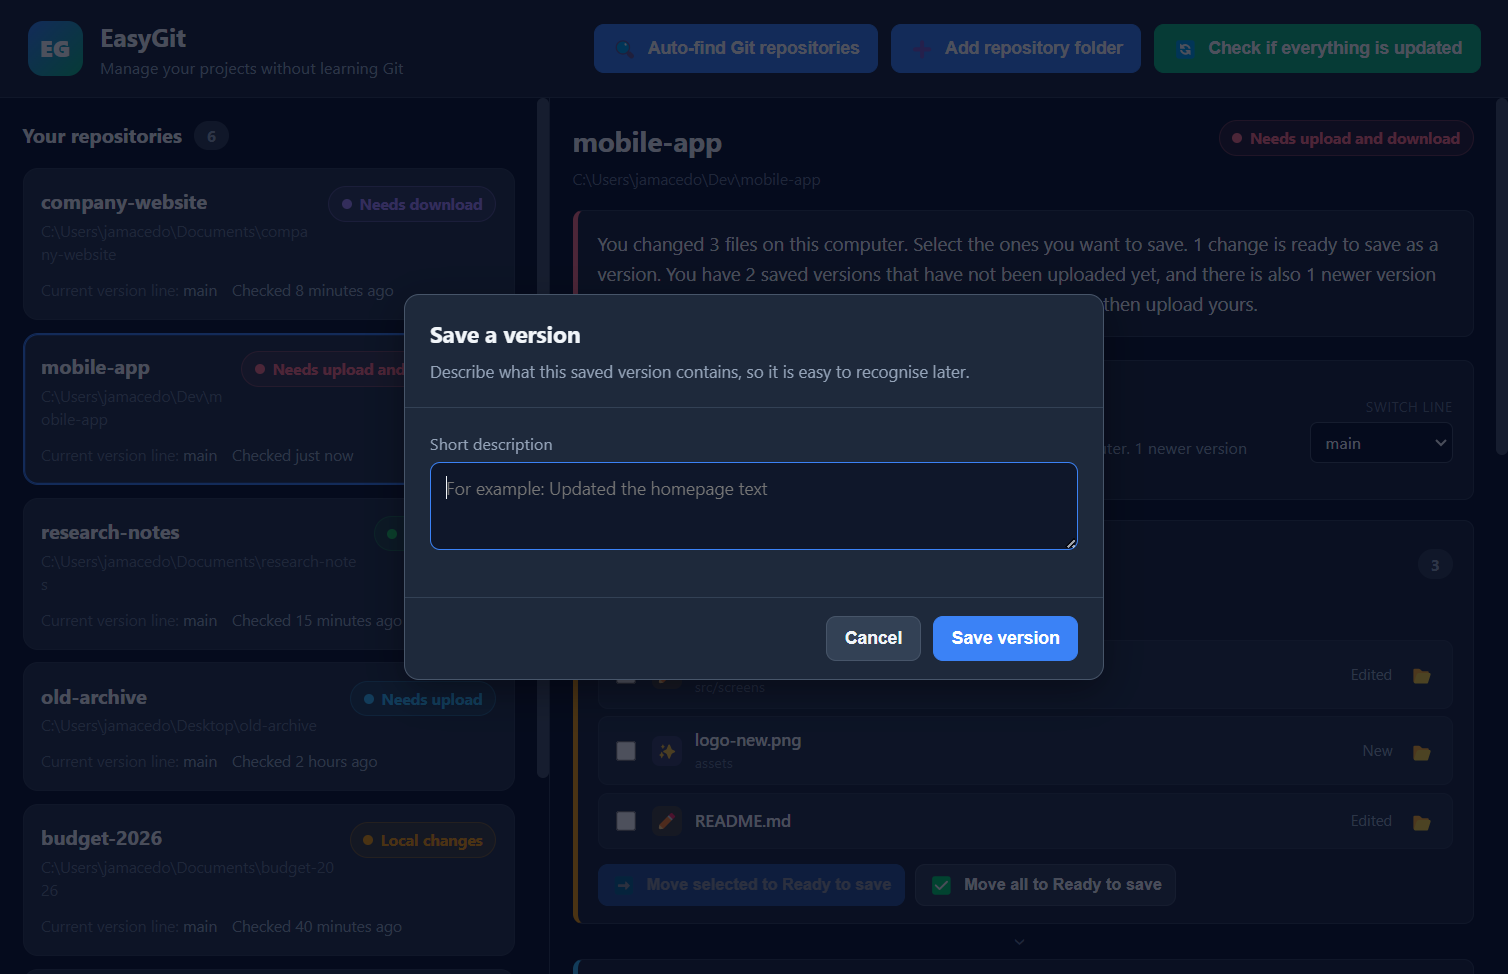 EG
EasyGit
Manage your projects without learning Git
Auto-find Git repositories
Add repository folder
Check if everything is updated
Your repositories 6
company-website
Needs download
C:\Users\jamacedo\Documents\compa
ny-website
Current version line: main Checked 8 minutes ago
mobile-app
Needs upload and
C:\Users\jamacedo\Dev\m
obile-app
Current version line: main Checked just now
research-notes
C:\Users\jamacedo\Documents\research-note
s
Current version line: main Checked 15 minutes ago
old-archive
Needs upload
C:\Users\jamacedo\Desktop\old-archive
Current version line: main Checked 2 hours ago
budget-2026
Local changes
C:\Users\jamacedo\Documents\budget-20
26
Current version line: main Checked 40 minutes ago
mobile-app
Needs upload and download
C:\Users\jamacedo\Dev\mobile-app
You changed 3 files on this computer. Select the ones you want to save. 1 change is ready to save as a
version. You have 2 saved versions that have not been uploaded yet, and there is also 1 newer version
then upload yours.
SWITCH LINE
1 newer version
main
3
Save a version
Describe what this saved version contains, so it is easy to recognise later.
Short description
For example: Updated the homepage text
Cancel
Save version
src/screens
Edited
logo-new.png
assets
New
README.md
Edited
Move selected to Ready to save
Move all to Ready to save